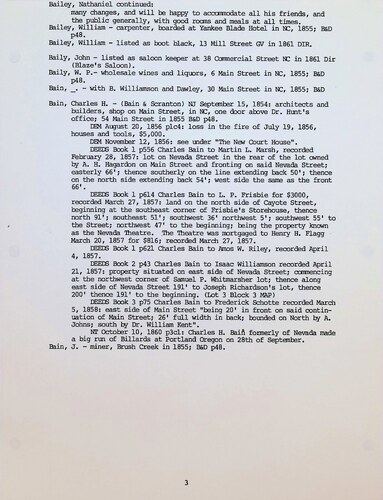 Bailey, Nathaniel continued:
many changes, and will be happy to accommodate all his friends, and
the public generally, with good rooms and meals at all times.
Bailey, William - carpenter, boarded at Yankee Blade Hotel in NC, 1855; B&D
p48.
Bailey, William - listed as boot black, 13 Mill Street GV in 1861 DIR.
Baily, John - listed as saloon keeper at 38 Commercial Street NC in 1861 Dir
(Blaze's Saloon).
Baily, W. P.- wholesale wines and liquors, 6 Main Street in NC, 1855; B&D
p48.
Bain, _. - with B. Williamson and Dawley, 30 Main Street in NC, 1855; B&D
Bain, Charles H. - (Bain & Scranton) NJ September 15, 1854: architects and
builders, shop on Main Street, in NC, one door above Dr. Hunt's
office; 54 Main Street in 1855 B&D p48.
DEM August 20, 1856 p1c4: loss in the fire of July 19, 1856,
houses and tools, $5,000.
DEM November 12, 1856: see under "The New Court House".
DEEDS Book 1 p556 Charles Bain to Martin L. Marsh, recorded
February 28, 1857: lot on Nevada Street in the rear of the lot owned
by A. H. Hagardon on Main Street and fronting on said Nevada Street;
easterly 66'; thence southerly on the line extending back 50'; thence
on the north side extending back 54'; west side the same as the front
66'.
DEEDS Book 1 p614 Charles Bain to L. P. Frisbie for $3000,
recorded March 27, 1857: land on the north side of Cayote Street,
beginning at the southeast corner of Frisbie's Storehouse, thence
north 91'; southwest 51'; southwest 36' northwest 5'; southwest 55' to
the Street; northwest 47' to the beginning; being the property known
as the Nevada Theatre. The Theatre was mortgaged to Henry H. Flagg
March 20, 1857 for $816; recorded March 27, 1857.
DEEDS Book 1 p621 Charles Bain to Amos W. Riley, recorded April
4, 1857.
DEEDS Book 2 p43 Charles Bain to Isaac Williamson recorded April
21, 1857: property situated on east side of Nevada Street; commencing
at the northwest corner of Samuel P. Whitmarsher lot; thence along
east side of Nevada Street 191' to Joseph Richardson's lot, thence
200' thence 191' to the beginning. (Lot 3 Block 3 MAP)
DEEDS Book 3 p75 Charles Bain to Frederick Schotte recorded March
5, 1858: east side of Main Street "being 20' in front on said contin-
uation of Main Street; 26' full width in back; bounded on North by A.
Johns; south by Dr. William Kent".
NT October 10, 1860 p3c1: Charles H. Bain formerly of Nevada made
a big run of Billards at Portland Oregon on 28th of September.
Bain, J. - miner, Brush Creek in 1855; B&D p48.
3